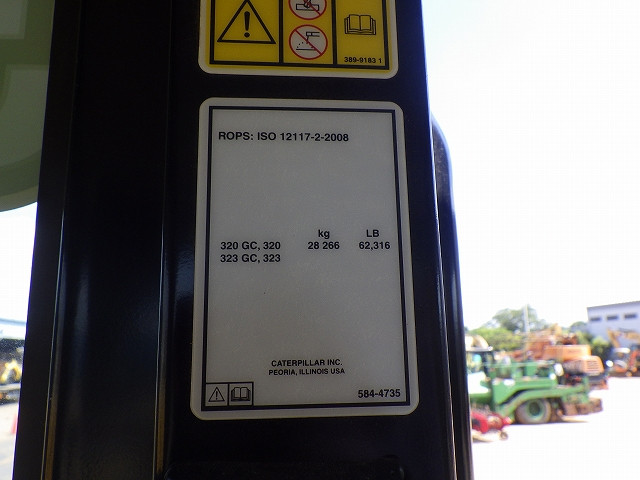 389-9183 1
ROPS: ISO 12117-2-2008
kg LB
320 GC, 320 28 266 62,316
323 GC, 323
CATERPILLAR INC.
PEORIA, ILLINOIS USA
584-4735